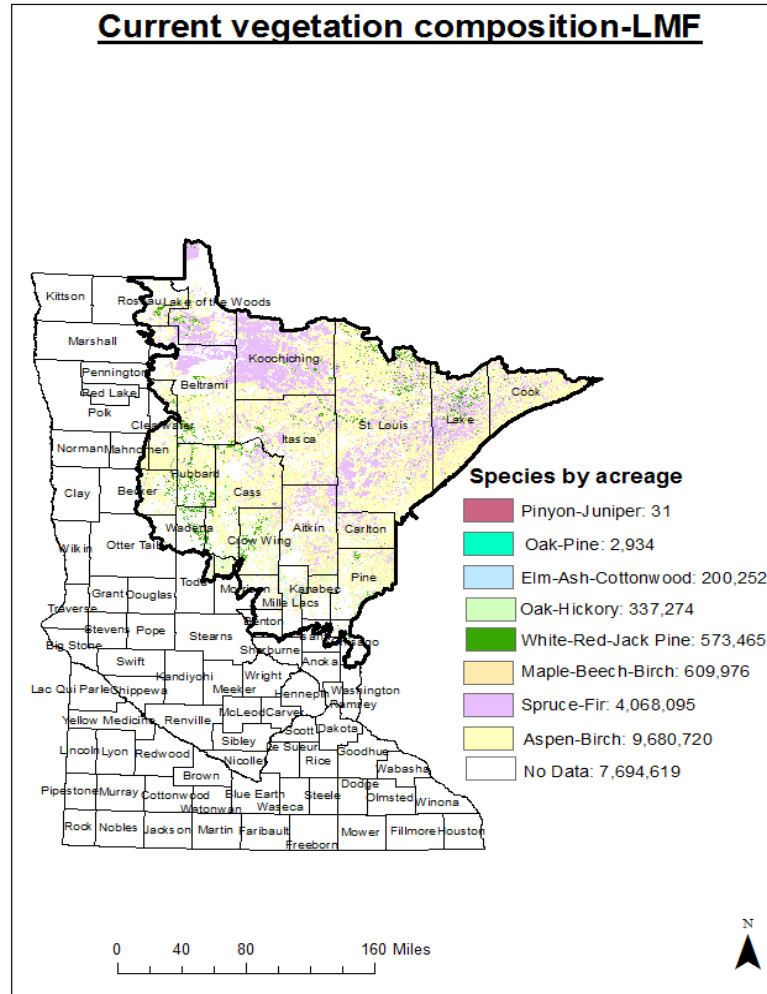 Current vegetation composition-LMF
Kittson
Lake of the Woods
Marshall
Koochiching
Pennington
Beltrami
Red Lake
Cook
Polk
Lake
St. Louis
Itasca
Norman
Mahnomen
Hubbard
Clay
Cass
Becker
Wadena
Aitkin
Carlton
Crow Wing
Wilkin
Otter Tail
Pine
Todd
Grant
Douglas
Kanabec
Mille Lacs
Traverse
Stevens
Pope
Stearns
Big Stone
Sherburne
Anoka
Swift
Kandiyohi
Wright
Lac Qui Parle
Chippewa
Meeker
Hennepin
Washington
Ramsey
McLeod
Carver
Yellow Medicine
Renville
Scott
Dakota
Sibley
Lincoln
Lyon
Redwood
Nicollet
Rice
Goodhue
Wabasha
Brown
Dodge
Pipestone
Murray
Cottonwood
Blue Earth
Waseca
Steele
Olmsted
Winona
Watonwan
Rock
Nobles
Jackson
Martin
Faribault
Freeborn
Mower
Fillmore
Houston
Species by acreage
Pinyon-Juniper: 31
Oak-Pine: 2,934
Elm-Ash-Cottonwood: 200,252
Oak-Hickory: 337,274
White-Red-Jack Pine: 573,465
Maple-Beech-Birch: 609,976
Spruce-Fir: 4,068,095
Aspen-Birch: 9,680,720
No Data: 7,694,619
N
0 40 80 160 Miles